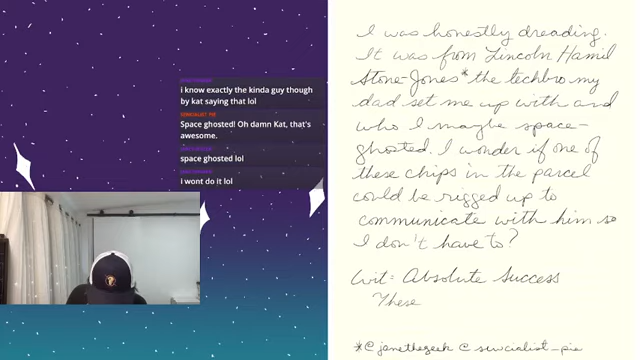 i know exactly the kinda guy though
by kat saying that lol
Space ghosted! Oh damn Kat, that's
awesome.
space ghosted lol
i wont do it lol
I was honestly dreading.
It was from Lincoln Hamil
Stone-Jones* the techbro my
dad set me up with and
who I maybe space-
ghosted. I wonder if one of
these chips in the parcel
could be rigged up to
communicate with him so
I don't have to?
Wit: Absolute Success
These
*@janethegeek @